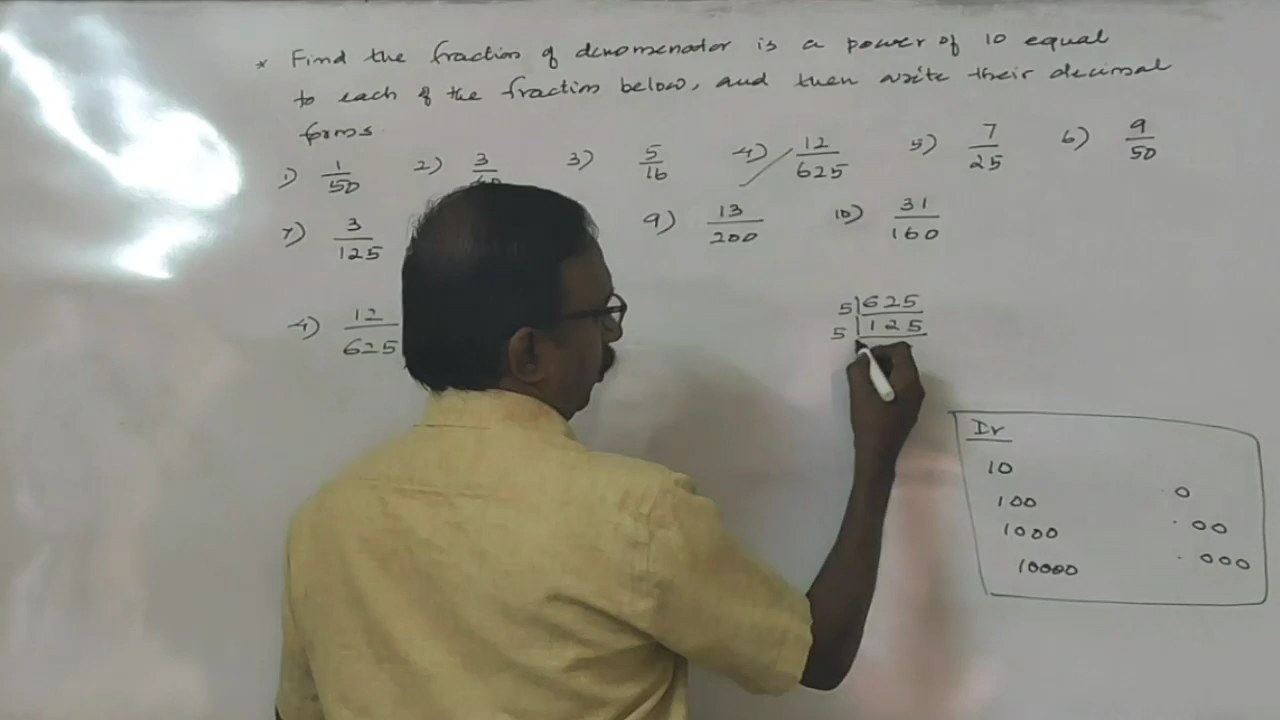 * Find the fraction of denomenador is a power of 10 equal
to each of the fraction below, and then write their decimal
forms.
1) 1/50 2) 3/40 3) 5/16 4) 12/625 5) 7/25 6) 9/50
7) 3/125 9) 13/200 10) 31/160
4) 12/625
5 625
5 125
Dr
10
100 . 0
1000 . 00
10000 . 000